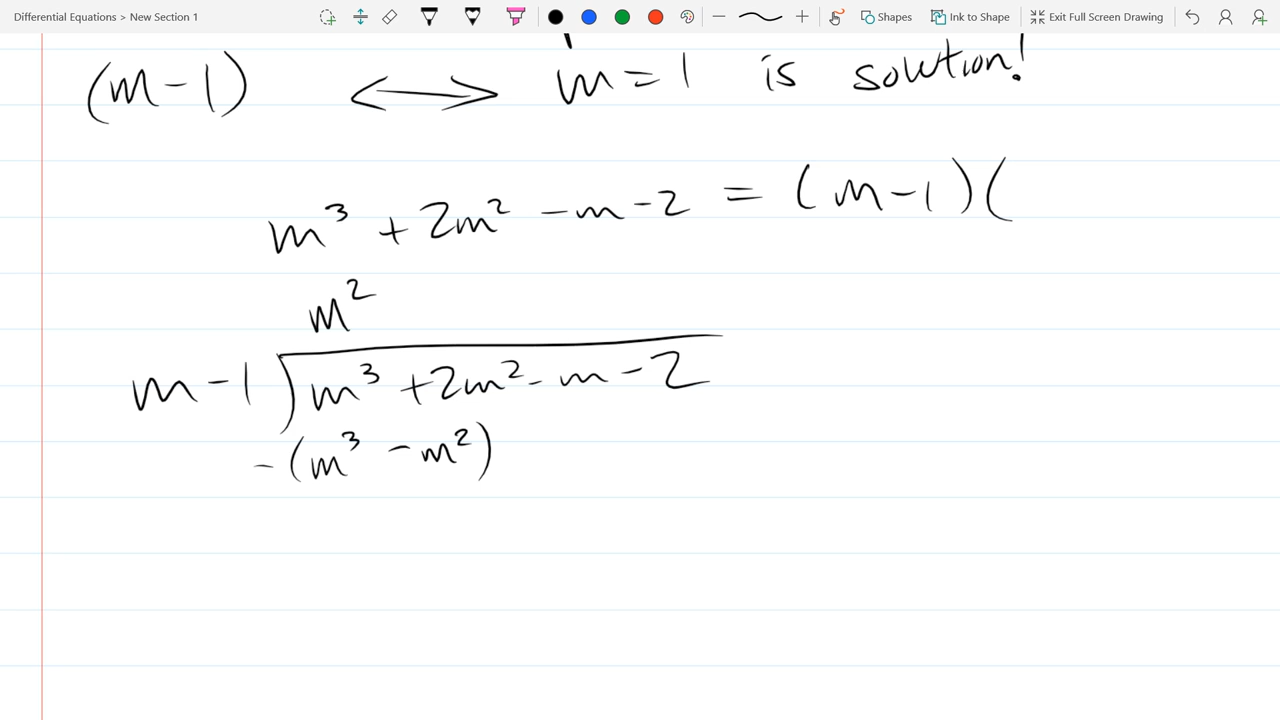 Differential Equations > New Section 1
Shapes
Ink to Shape
Exit Full Screen Drawing
(m-1) ⟷ m=1 is solution!
m³ + 2m² - m - 2 = (m-1)(
m²
m-1)m³ + 2m² - m - 2
-(m³ - m²)